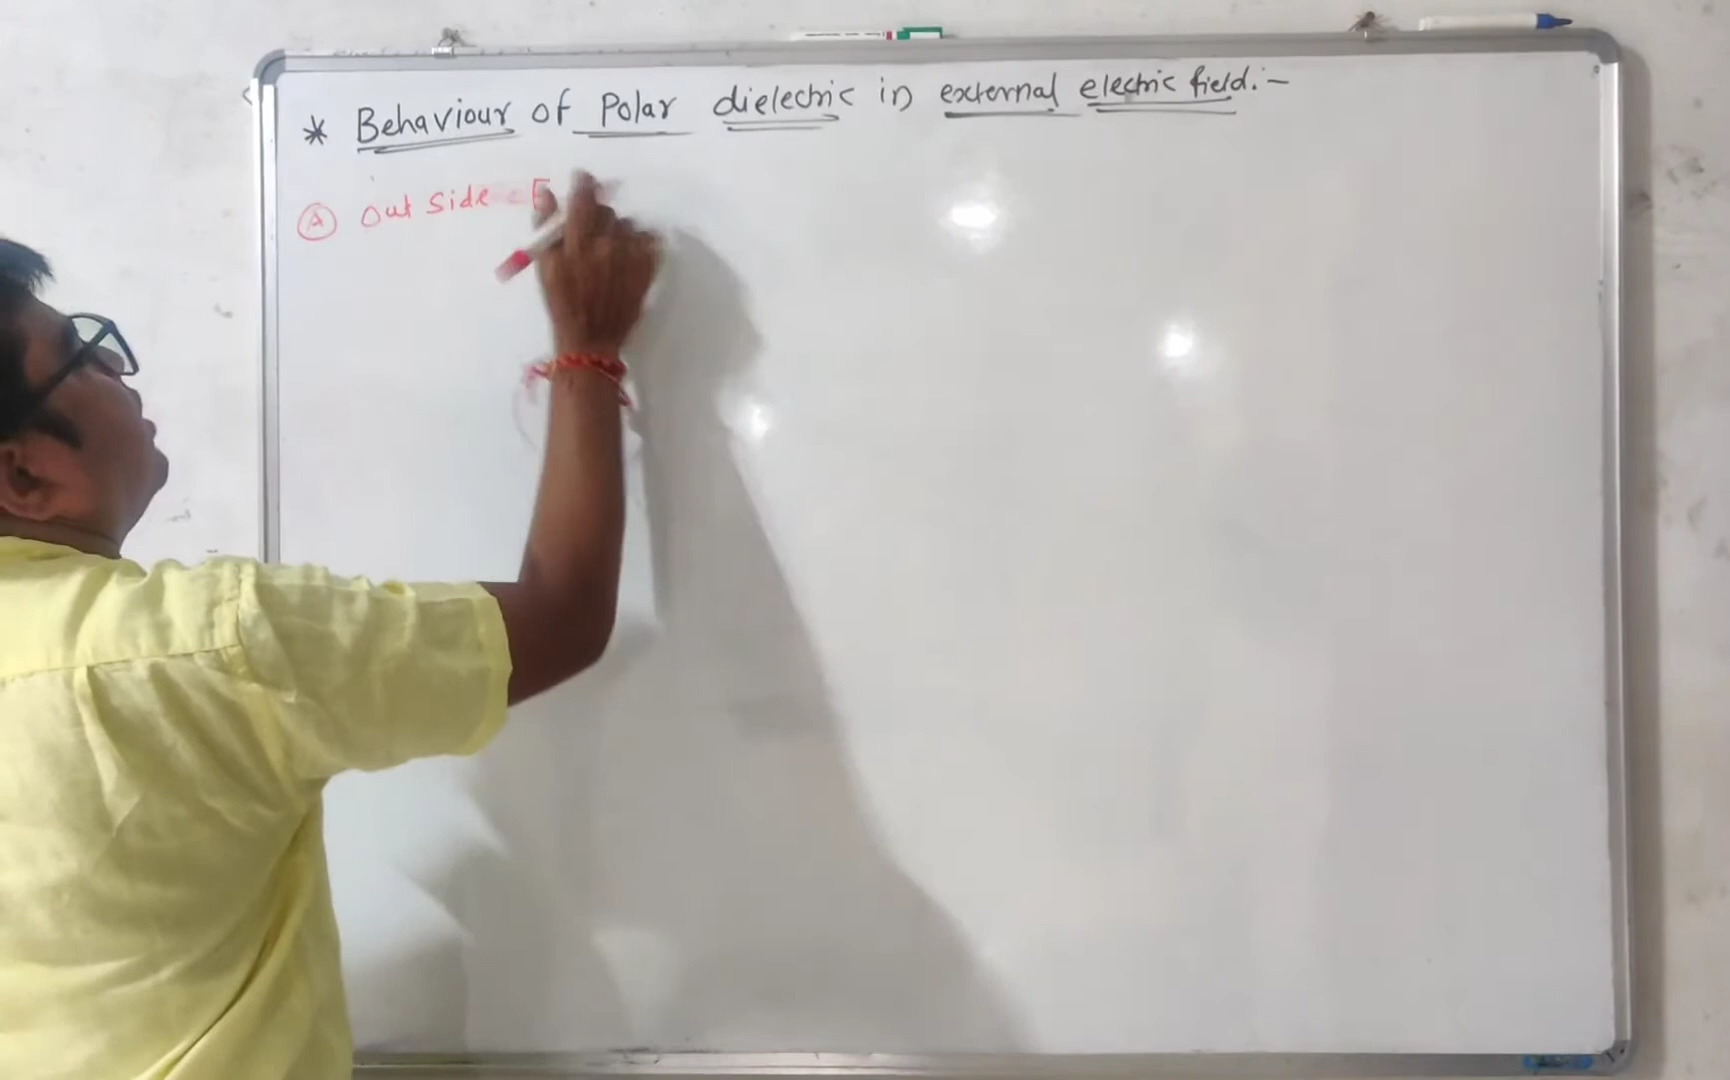 * Behaviour of Polar dielectric in external electric field:-
(A) Out Side E